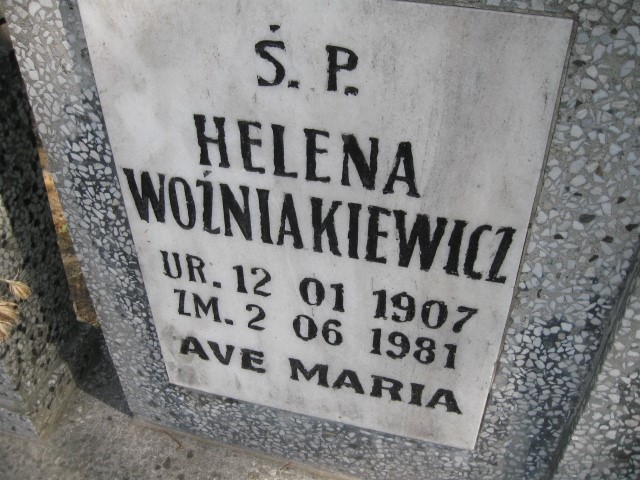 Ś. P.
HELENA
WOŹNIAKIEWICZ
UR. 12 01 1907
ZM. 2 06 1981
AVE MARIA